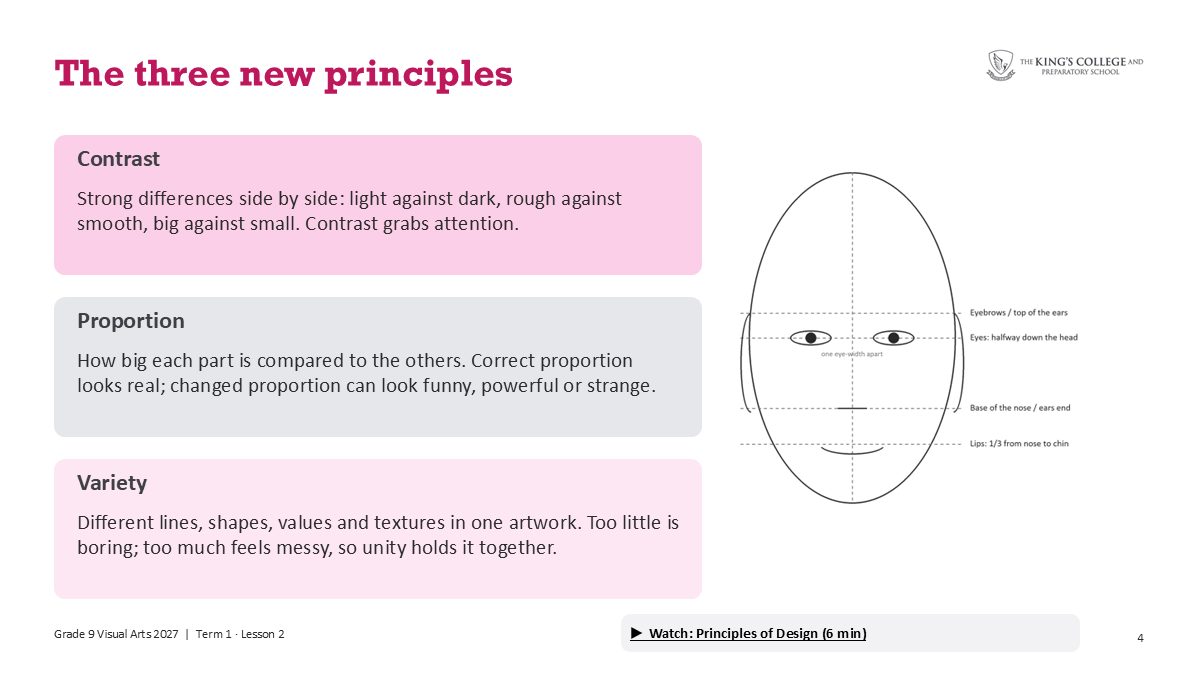 The three new principles
THE KING'S COLLEGE AND
PREPARATORY SCHOOL
Contrast
Strong differences side by side: light against dark, rough against
smooth, big against small. Contrast grabs attention.
Proportion
How big each part is compared to the others. Correct proportion
looks real; changed proportion can look funny, powerful or strange.
Variety
Different lines, shapes, values and textures in one artwork. Too little is
boring; too much feels messy, so unity holds it together.
Eyebrows / top of the ears
Eyes: halfway down the head
one eye-width apart
Base of the nose / ears end
Lips: 1/3 from nose to chin
Grade 9 Visual Arts 2027 | Term 1 · Lesson 2
▶ Watch: Principles of Design (6 min)
4